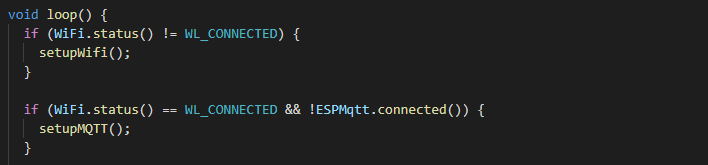 void loop() {
if (WiFi.status() != WL_CONNECTED) {
setupWifi();
}
if (WiFi.status() == WL_CONNECTED && !ESPMqtt.connected()) {
setupMQTT();
}